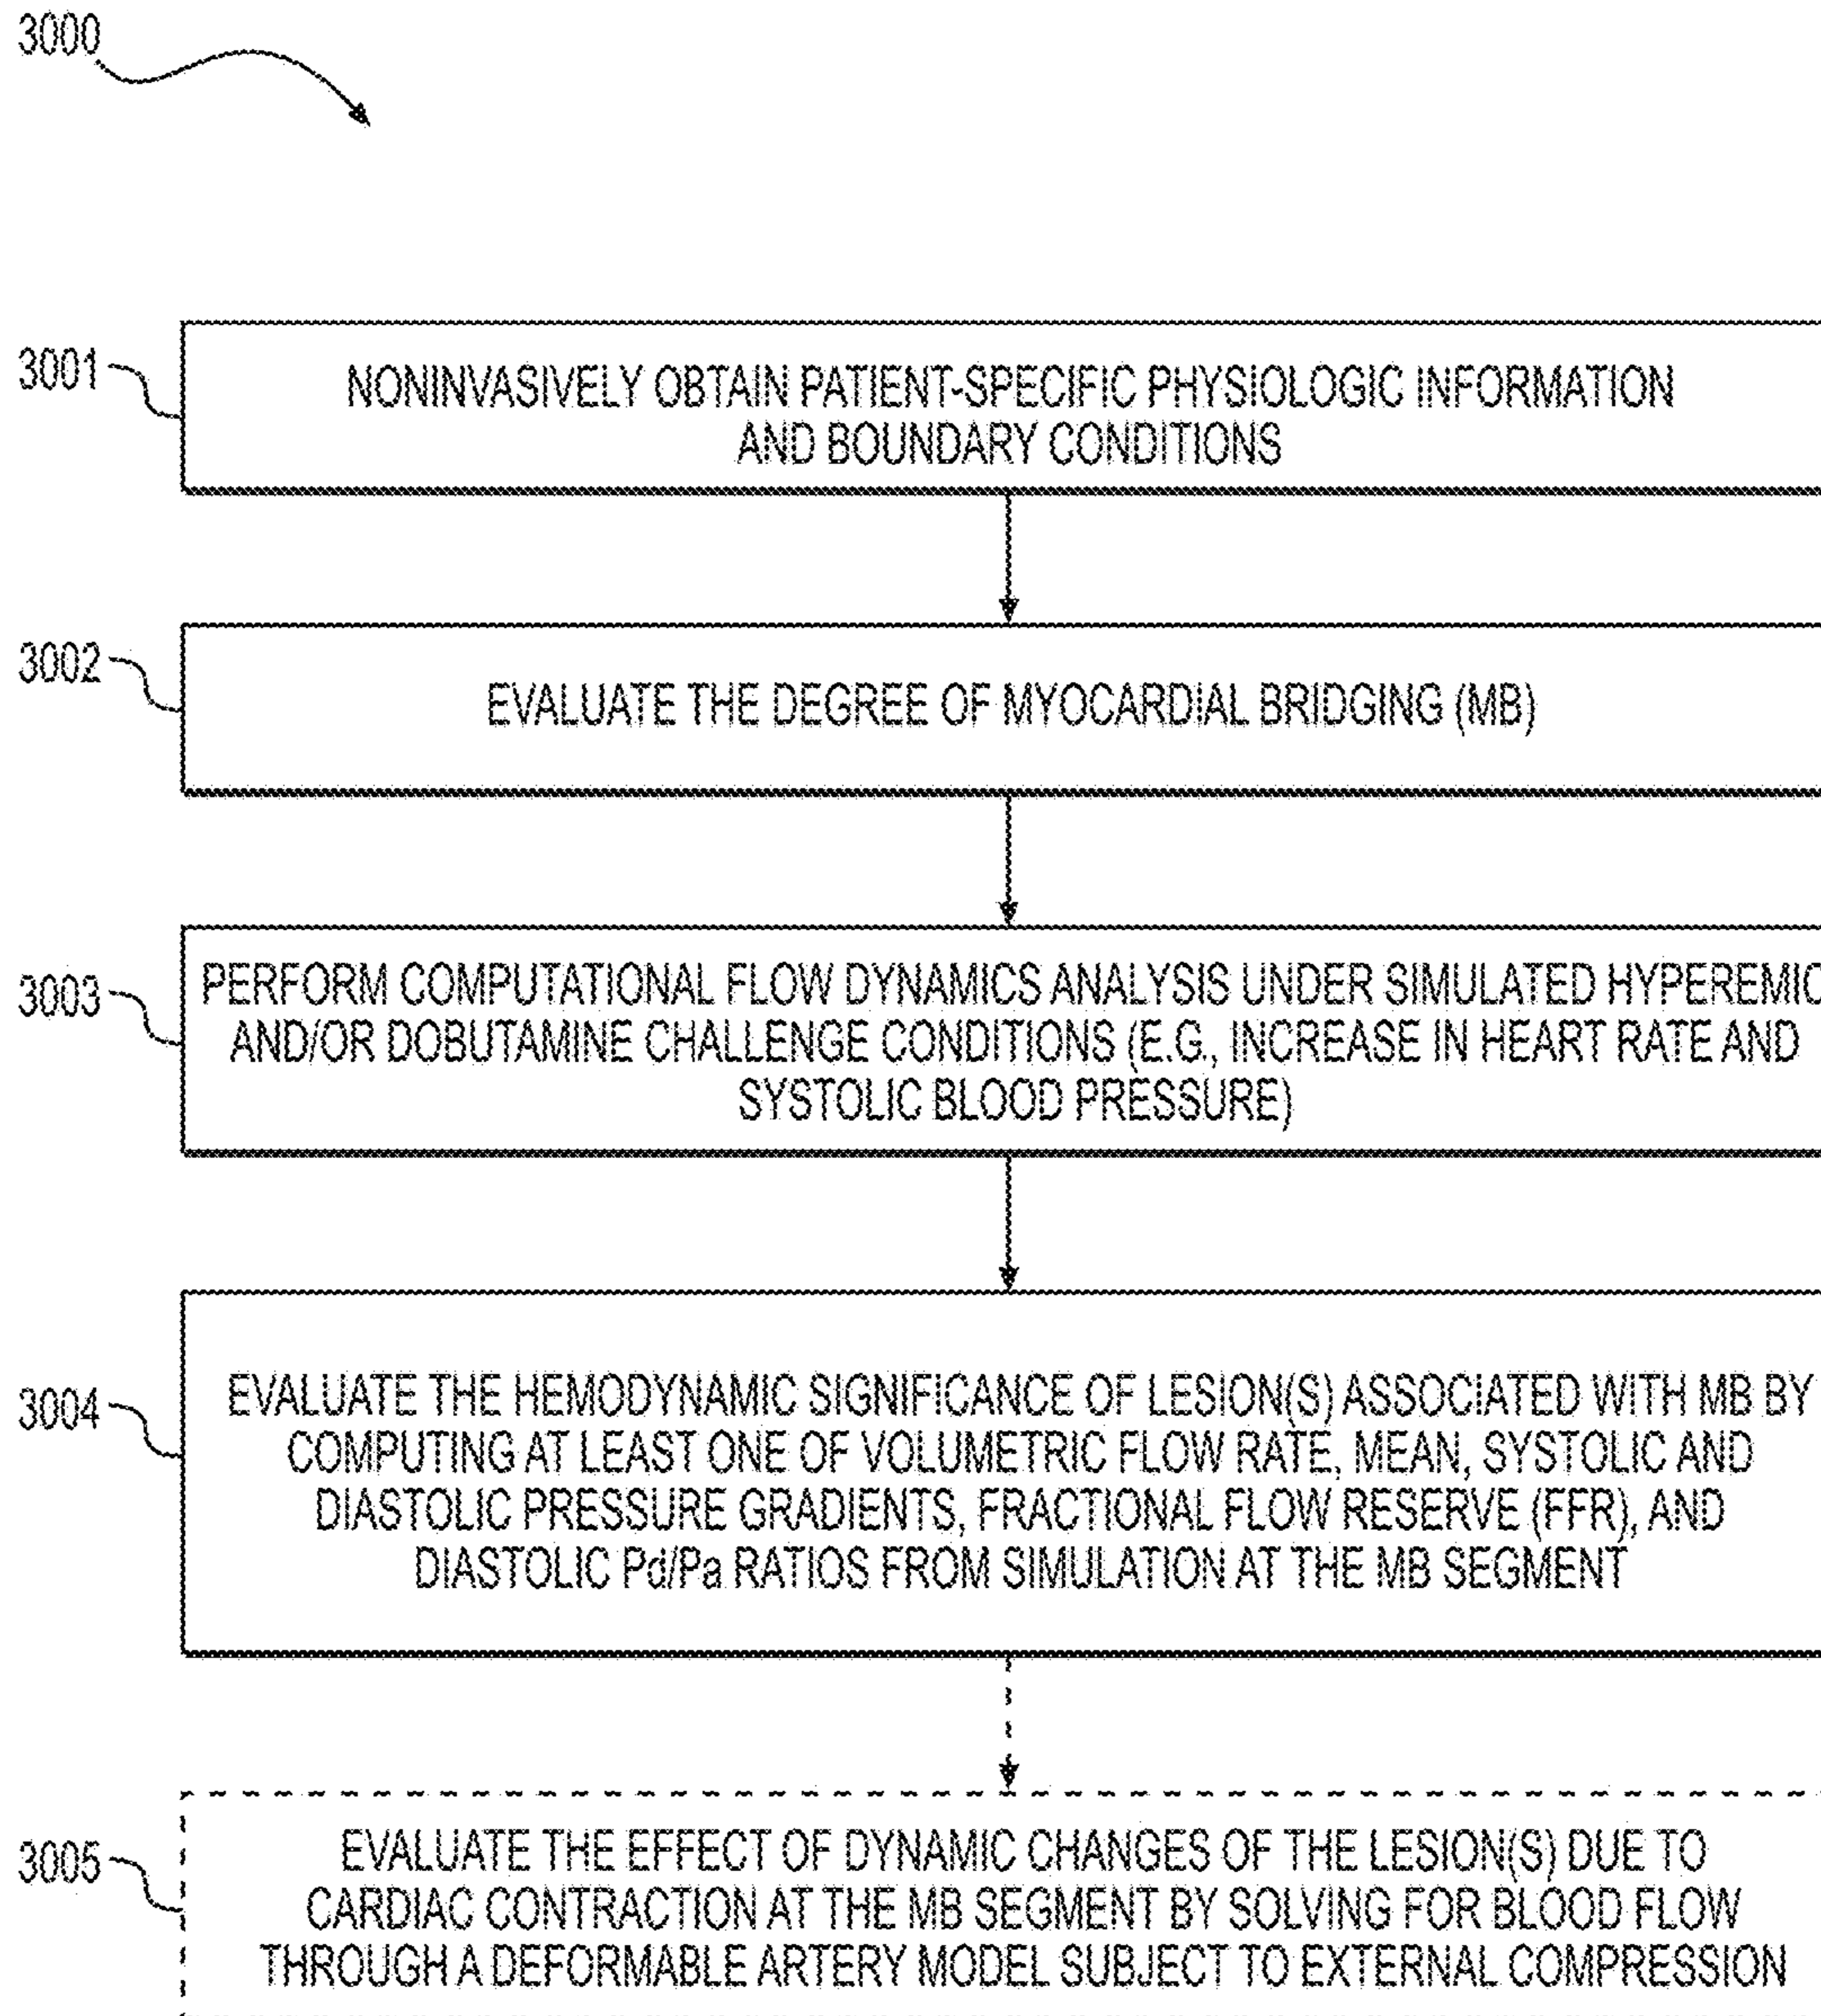 3000
3001
NONINVASIVELY OBTAIN PATIENT-SPECIFIC PHYSIOLOGIC INFORMATION
AND BOUNDARY CONDITIONS
3002
EVALUATE THE DEGREE OF MYOCARDIAL BRIDGING (MB)
3003
PERFORM COMPUTATIONAL FLOW DYNAMICS ANALYSIS UNDER SIMULATED HYPEREMIC
AND/OR DOBUTAMINE CHALLENGE CONDITIONS (E.G., INCREASE IN HEART RATE AND
SYSTOLIC BLOOD PRESSURE)
3004
EVALUATE THE HEMODYNAMIC SIGNIFICANCE OF LESION(S) ASSOCIATED WITH MB BY
COMPUTING AT LEAST ONE OF VOLUMETRIC FLOW RATE, MEAN, SYSTOLIC AND
DIASTOLIC PRESSURE GRADIENTS, FRACTIONAL FLOW RESERVE (FFR), AND
DIASTOLIC Pd/Pa RATIOS FROM SIMULATION AT THE MB SEGMENT
3005
EVALUATE THE EFFECT OF DYNAMIC CHANGES OF THE LESION(S) DUE TO
CARDIAC CONTRACTION AT THE MB SEGMENT BY SOLVING FOR BLOOD FLOW
THROUGH A DEFORMABLE ARTERY MODEL SUBJECT TO EXTERNAL COMPRESSION